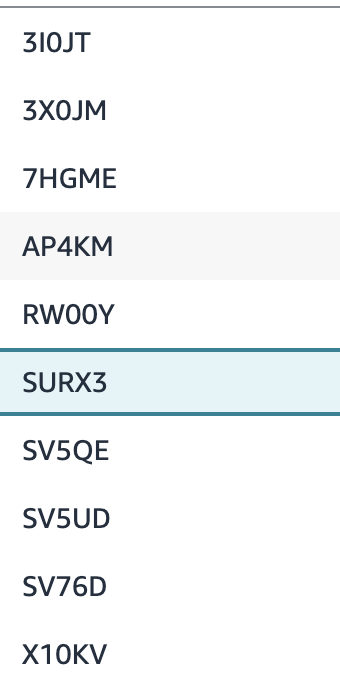 3I0JT
3X0JM
7HGME
AP4KM
RW00Y
SURX3
SV5QE
SV5UD
SV76D
X10KV